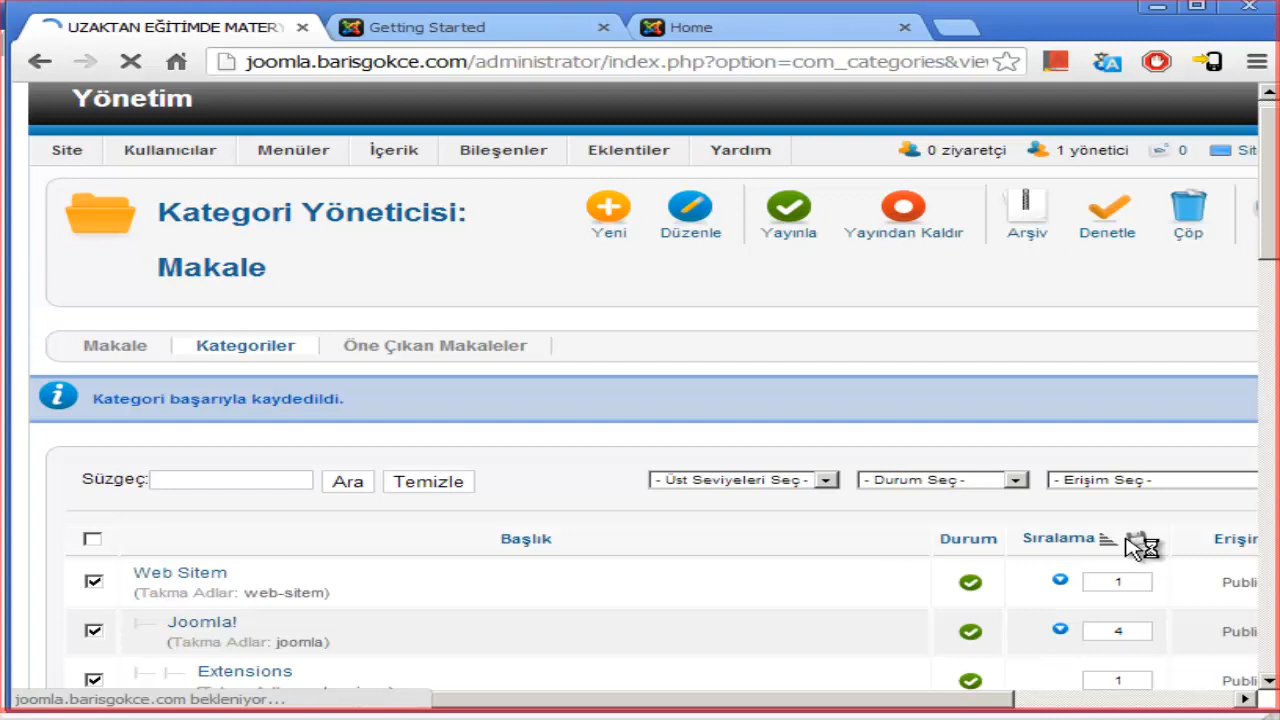 UZAKTAN EĞİTİMDE MATERY
Getting Started
Home
joomla.barisgokce.com/administrator/index.php?option=com_categories&vie
Yönetim
Site Kullanıcılar Menüler İçerik Bileşenler Eklentiler Yardım 0 ziyaretçi 1 yönetici 0 Sit
Kategori Yöneticisi:
Makale
Yeni Düzenle Yayınla Yayından Kaldır Arşiv Denetle Çöp
Makale Kategoriler Öne Çıkan Makaleler
Kategori başarıyla kaydedildi.
Süzgeç: Ara Temizle - Üst Seviyeleri Seç - - Durum Seç - - Erişim Seç -
Başlık Durum Sıralama Erişin
Web Sitem 1 Publi
(Takma Adlar: web-sitem)
Joomla! 4 Publi
(Takma Adlar: joomla)
Extensions 1 Publi
joomla.barisgokce.com bekleniyor...